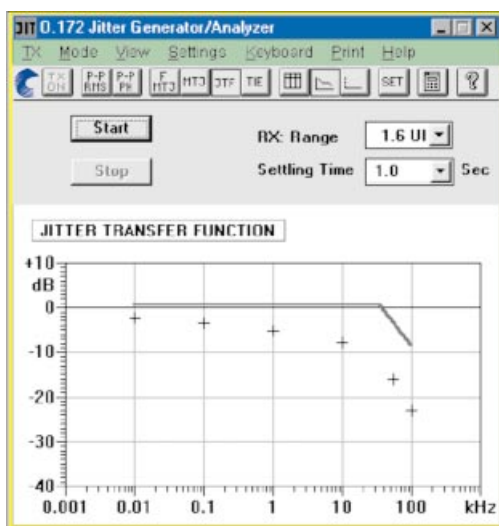 JIT O.172 Jitter Generator/Analyzer
TX Mode View Settings Keyboard Print Help
TX ON P-P RMS P-P PK F MTJ MTJ JTF TIE SET ?
Start
RX: Range 1.6 UI
Stop
Settling Time 1.0 Sec
JITTER TRANSFER FUNCTION
+10
dB
0
-10
-20
-30
-40
0.001 0.01 0.1 1 10 100 kHz